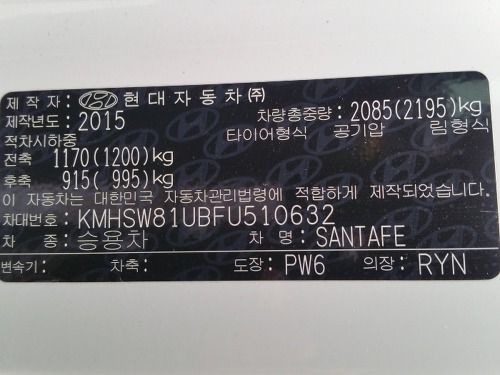 제 작 자 : 현대자동차㈜
제작년도 : 2015 차량총중량 : 2085(2195)kg
적차시하중 타이어형식 공기압 림형식
전축 1170(1200)kg
후축 915( 995)kg
이 자동차는 대한민국 자동차관리법령에 적합하게 제작되었습니다.
차대번호 : KMHSW81UBFU510632
차 종 : 승용차 차 명 : SANTAFE
변속기 : 차축 : 도장 : PW6 의장 : RYN